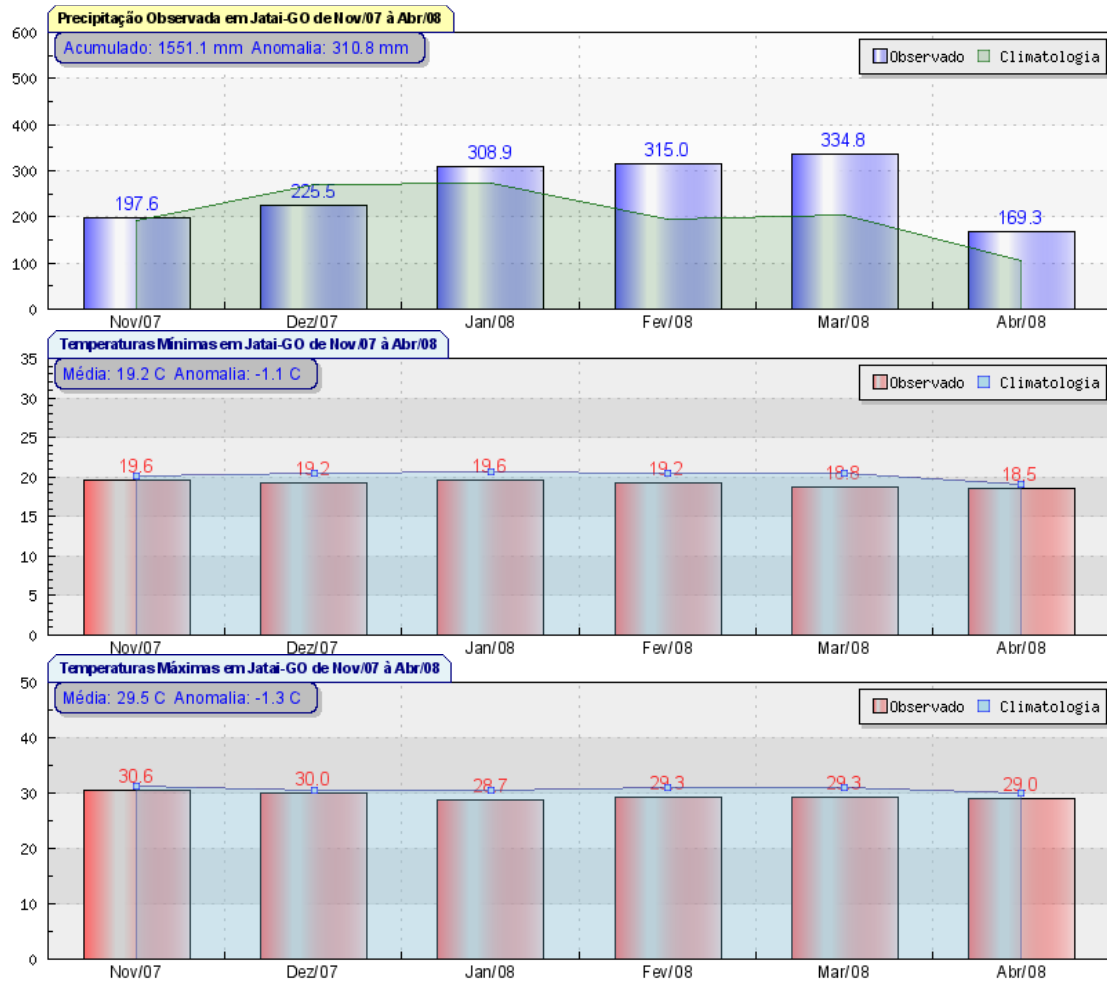 Precipitação Observada em Jatai-GO de Nov/07 à Abr/08
Acumulado: 1551.1 mm Anomalia: 310.8 mm
Observado Climatologia
600
500
400
300
200
100
0
197.6
225.5
308.9
315.0
334.8
169.3
Nov/07 Dez/07 Jan/08 Fev/08 Mar/08 Abr/08
Temperaturas Mínimas em Jatai-GO de Nov/07 à Abr/08
Média: 19.2 C Anomalia: -1.1 C
Observado Climatologia
35
30
25
20
15
10
5
0
19.6 19.2 19.6 19.2 18.8 18.5
Nov/07 Dez/07 Jan/08 Fev/08 Mar/08 Abr/08
Temperaturas Máximas em Jatai-GO de Nov/07 à Abr/08
Média: 29.5 C Anomalia: -1.3 C
Observado Climatologia
50
40
30
20
10
0
30.6 30.0 28.7 29.3 29.3 29.0
Nov/07 Dez/07 Jan/08 Fev/08 Mar/08 Abr/08